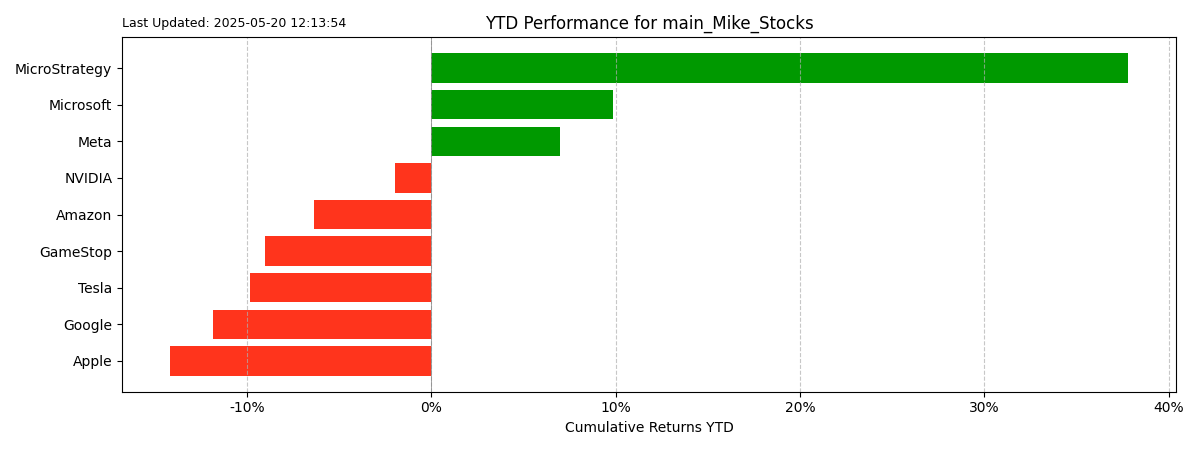 Last Updated: 2025-05-20 12:13:54
YTD Performance for main_Mike_Stocks
MicroStrategy
Microsoft
Meta
NVIDIA
Amazon
GameStop
Tesla
Google
Apple
-10% 0% 10% 20% 30% 40%
Cumulative Returns YTD